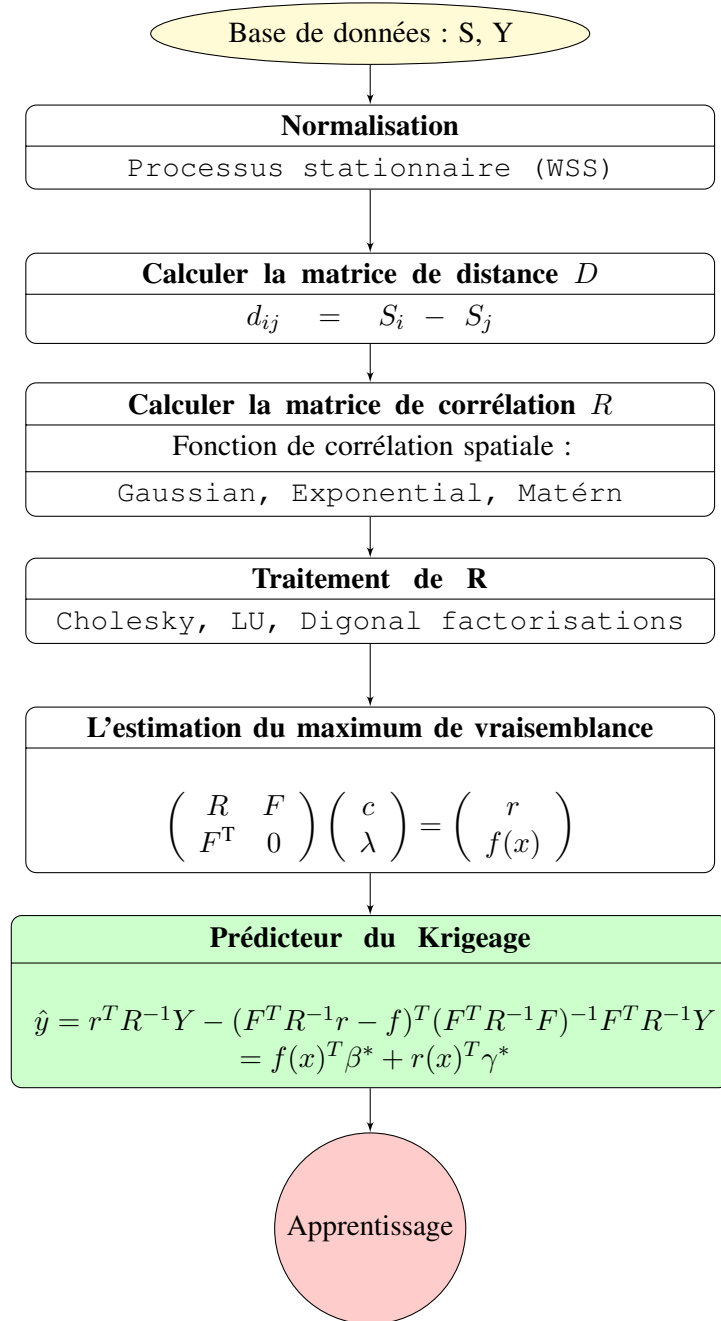 Base de données : S, Y
Normalisation
Processus stationnaire (WSS)
Calculer la matrice de distance D
d_{ij} = S_i − S_j
Calculer la matrice de corrélation R
Fonction de corrélation spatiale :
Gaussian, Exponential, Matérn
Traitement de R
Cholesky, LU, Digonal factorisations
L'estimation du maximum de vraisemblance
( R F ) ( c ) = ( r )
( F^T 0 ) ( λ ) ( f(x) )
Prédicteur du Krigeage
ŷ = r^T R^{−1} Y − (F^T R^{−1} r − f)^T (F^T R^{−1} F)^{−1} F^T R^{−1} Y
= f(x)^T β^* + r(x)^T γ^*
Apprentissage